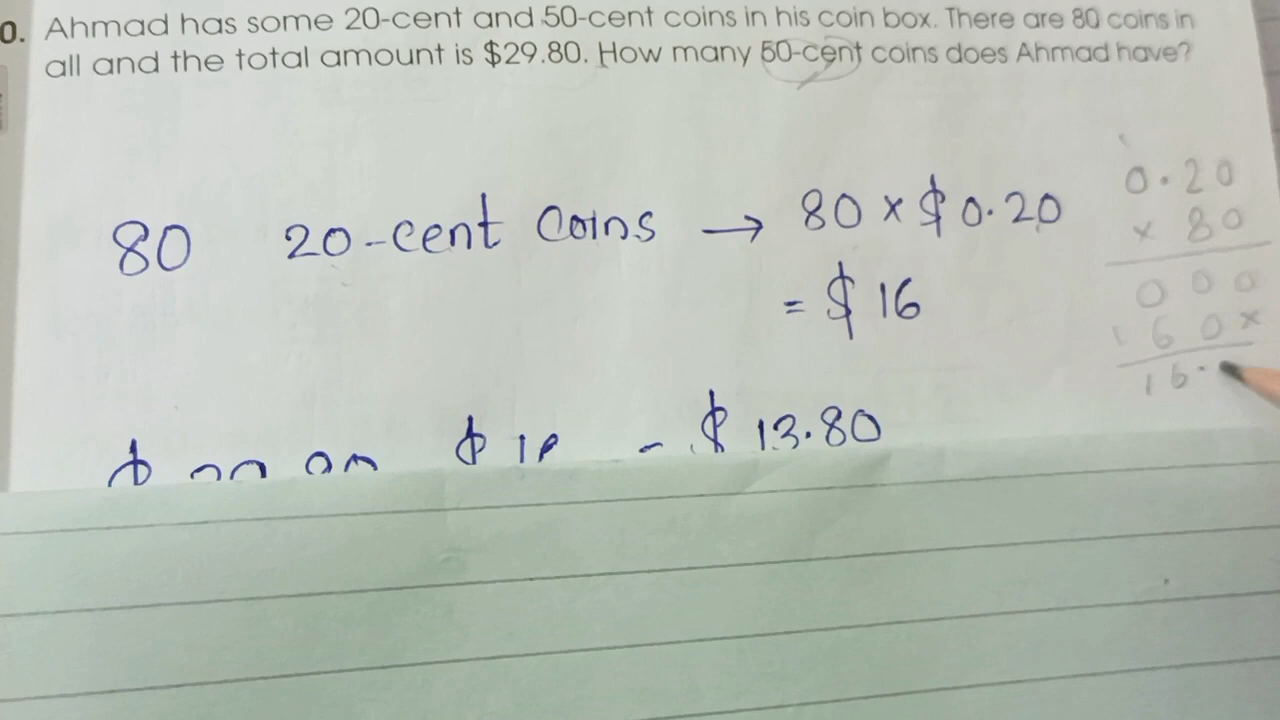 0. Ahmad has some 20-cent and 50-cent coins in his coin box. There are 80 coins in
all and the total amount is $29.80. How many 50-cent coins does Ahmad have?
80 20-cent coins → 80 x $0.20
= $16
$ 13.80
0.20
x 80
000
160x
16.